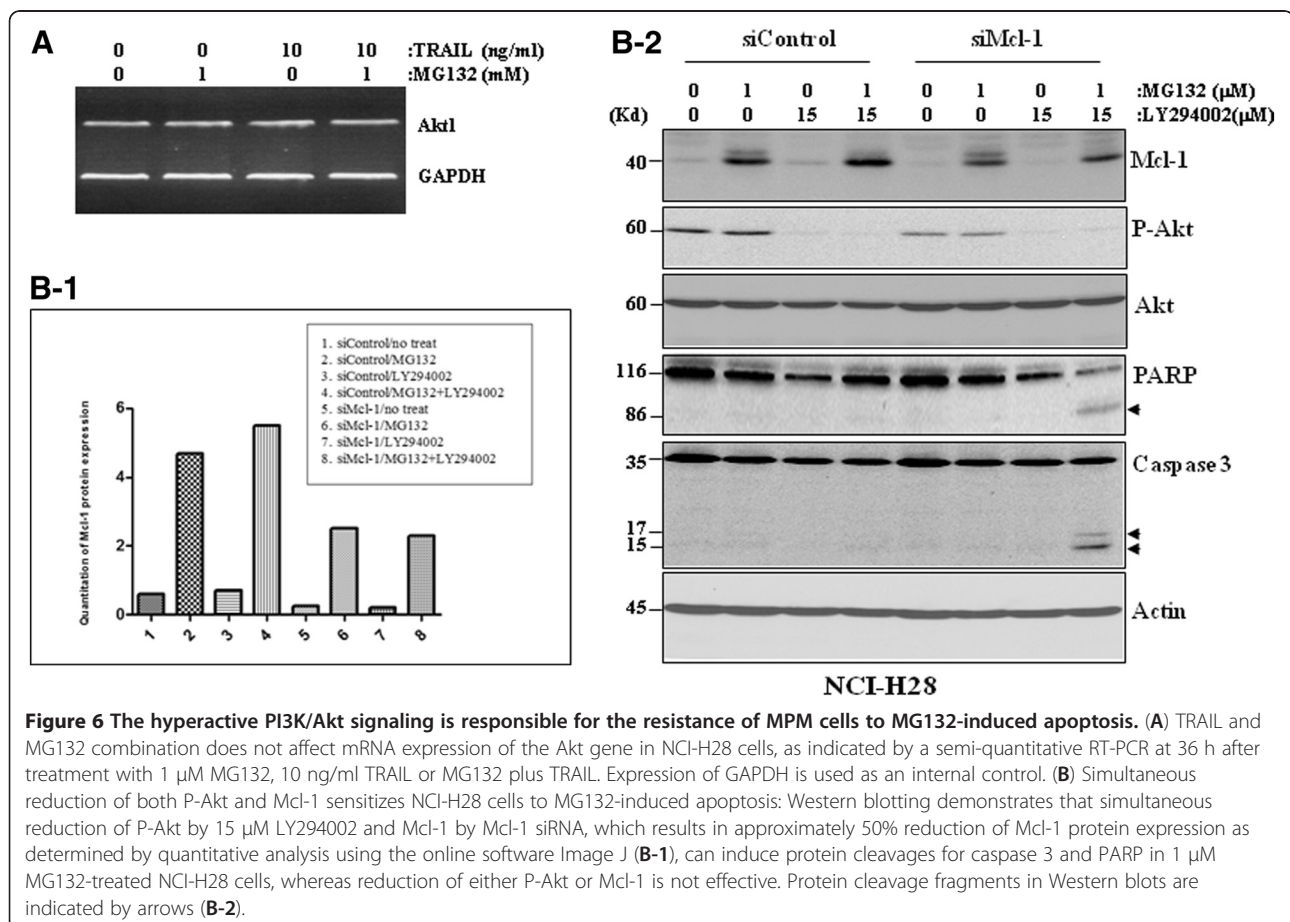 A
0 0 10 10 :TRAIL (ng/ml)
0 1 0 1 :MG132 (mM)
Akt1
GAPDH
B-1
1. siControl/no treat
2. siControl/MG132
3. siControl/LY294002
4. siControl/MG132+LY294002
5. siMcl-1/no treat
6. siMcl-1/MG132
7. siMcl-1/LY294002
8. siMcl-1/MG132+LY294002
Quantitation of Mcl-1 protein expression
6
4
2
0
1 2 3 4 5 6 7 8
B-2
siControl siMcl-1
0 1 0 1 0 1 0 1 :MG132 (µM)
(Kd) 0 0 15 15 0 0 15 15 :LY294002(µM)
40 Mcl-1
60 P-Akt
60 Akt
116 PARP
86
35 Caspase 3
17
15
45 Actin
NCI-H28
Figure 6 The hyperactive PI3K/Akt signaling is responsible for the resistance of MPM cells to MG132-induced apoptosis. (A) TRAIL and
MG132 combination does not affect mRNA expression of the Akt gene in NCI-H28 cells, as indicated by a semi-quantitative RT-PCR at 36 h after
treatment with 1 µM MG132, 10 ng/ml TRAIL or MG132 plus TRAIL. Expression of GAPDH is used as an internal control. (B) Simultaneous
reduction of both P-Akt and Mcl-1 sensitizes NCI-H28 cells to MG132-induced apoptosis: Western blotting demonstrates that simultaneous
reduction of P-Akt by 15 µM LY294002 and Mcl-1 by Mcl-1 siRNA, which results in approximately 50% reduction of Mcl-1 protein expression as
determined by quantitative analysis using the online software Image J (B-1), can induce protein cleavages for caspase 3 and PARP in 1 µM
MG132-treated NCI-H28 cells, whereas reduction of either P-Akt or Mcl-1 is not effective. Protein cleavage fragments in Western blots are
indicated by arrows (B-2).